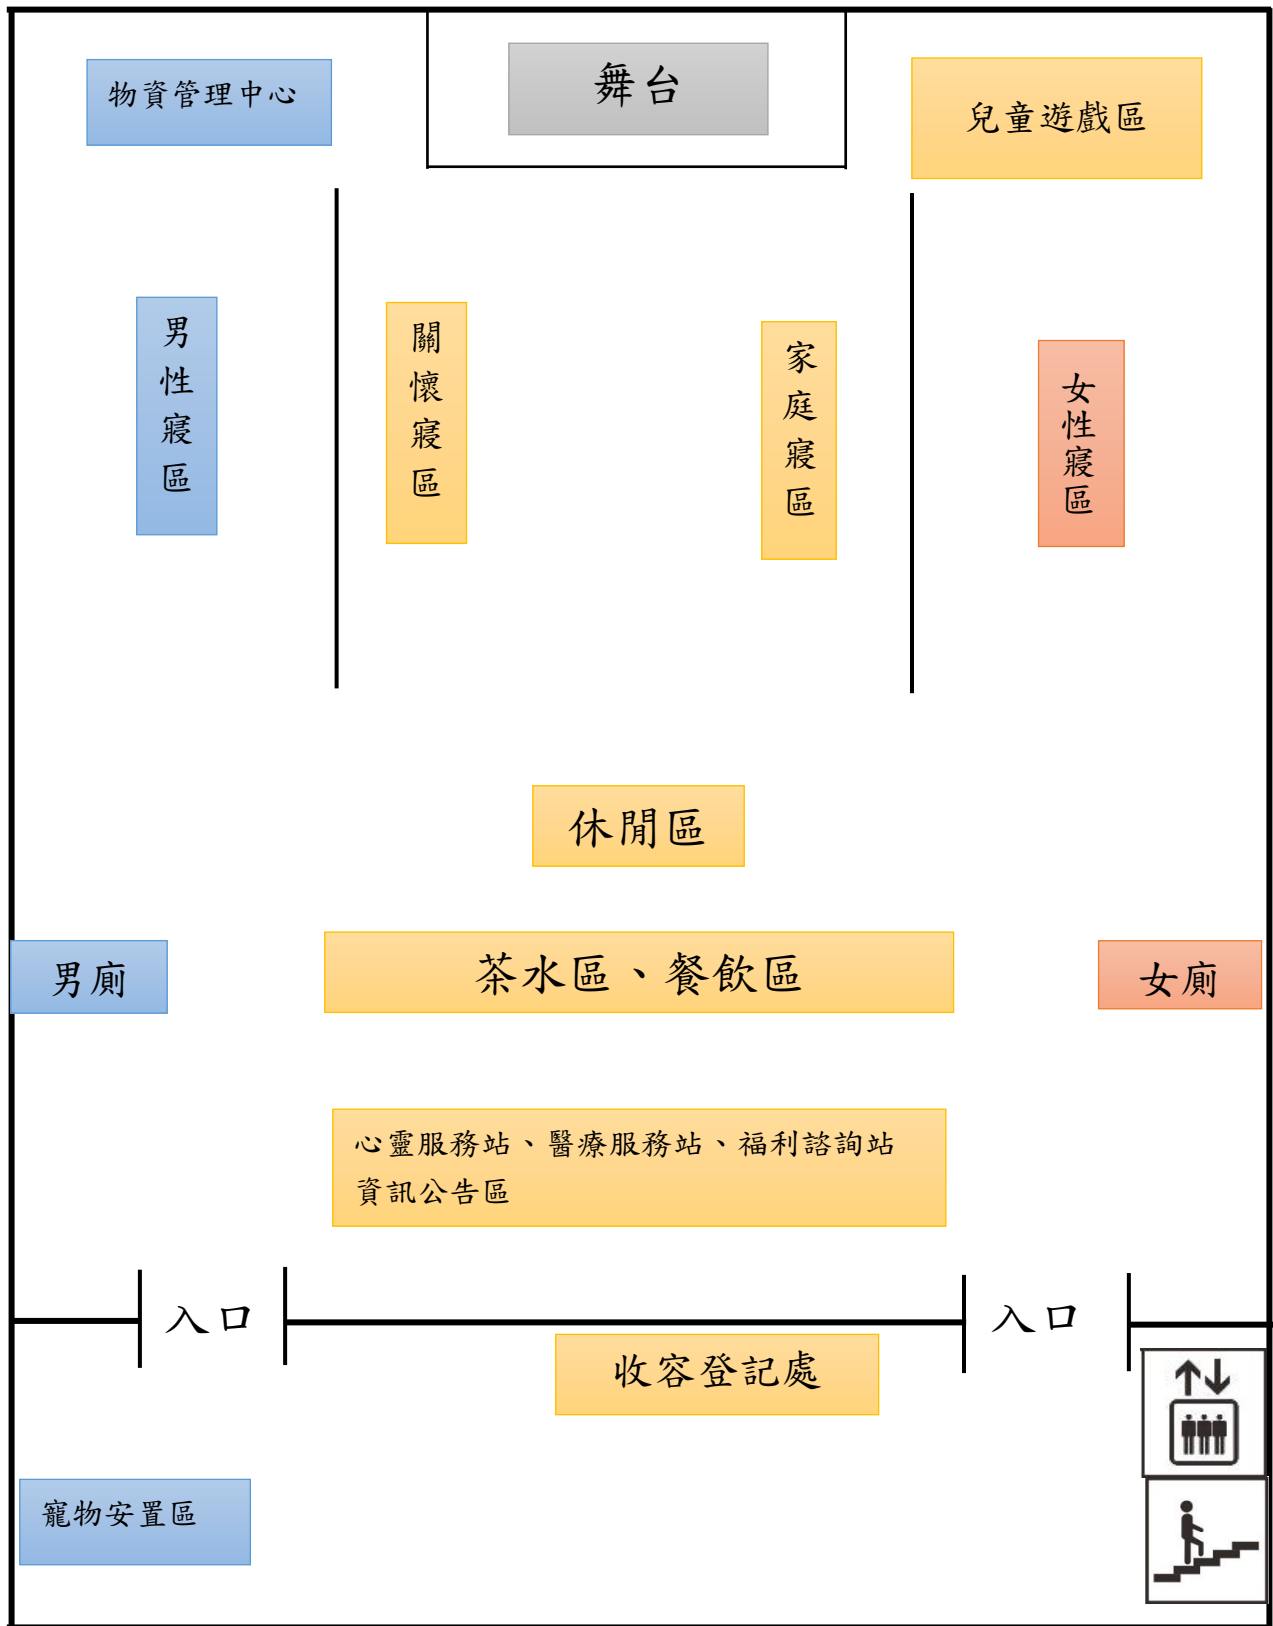 物資管理中心
舞台
兒童遊戲區
男性寢區
關懷寢區
家庭寢區
女性寢區
休閒區
男廁
茶水區、餐飲區
女廁
心靈服務站、醫療服務站、福利諮詢站
資訊公告區
入口
入口
收容登記處
寵物安置區